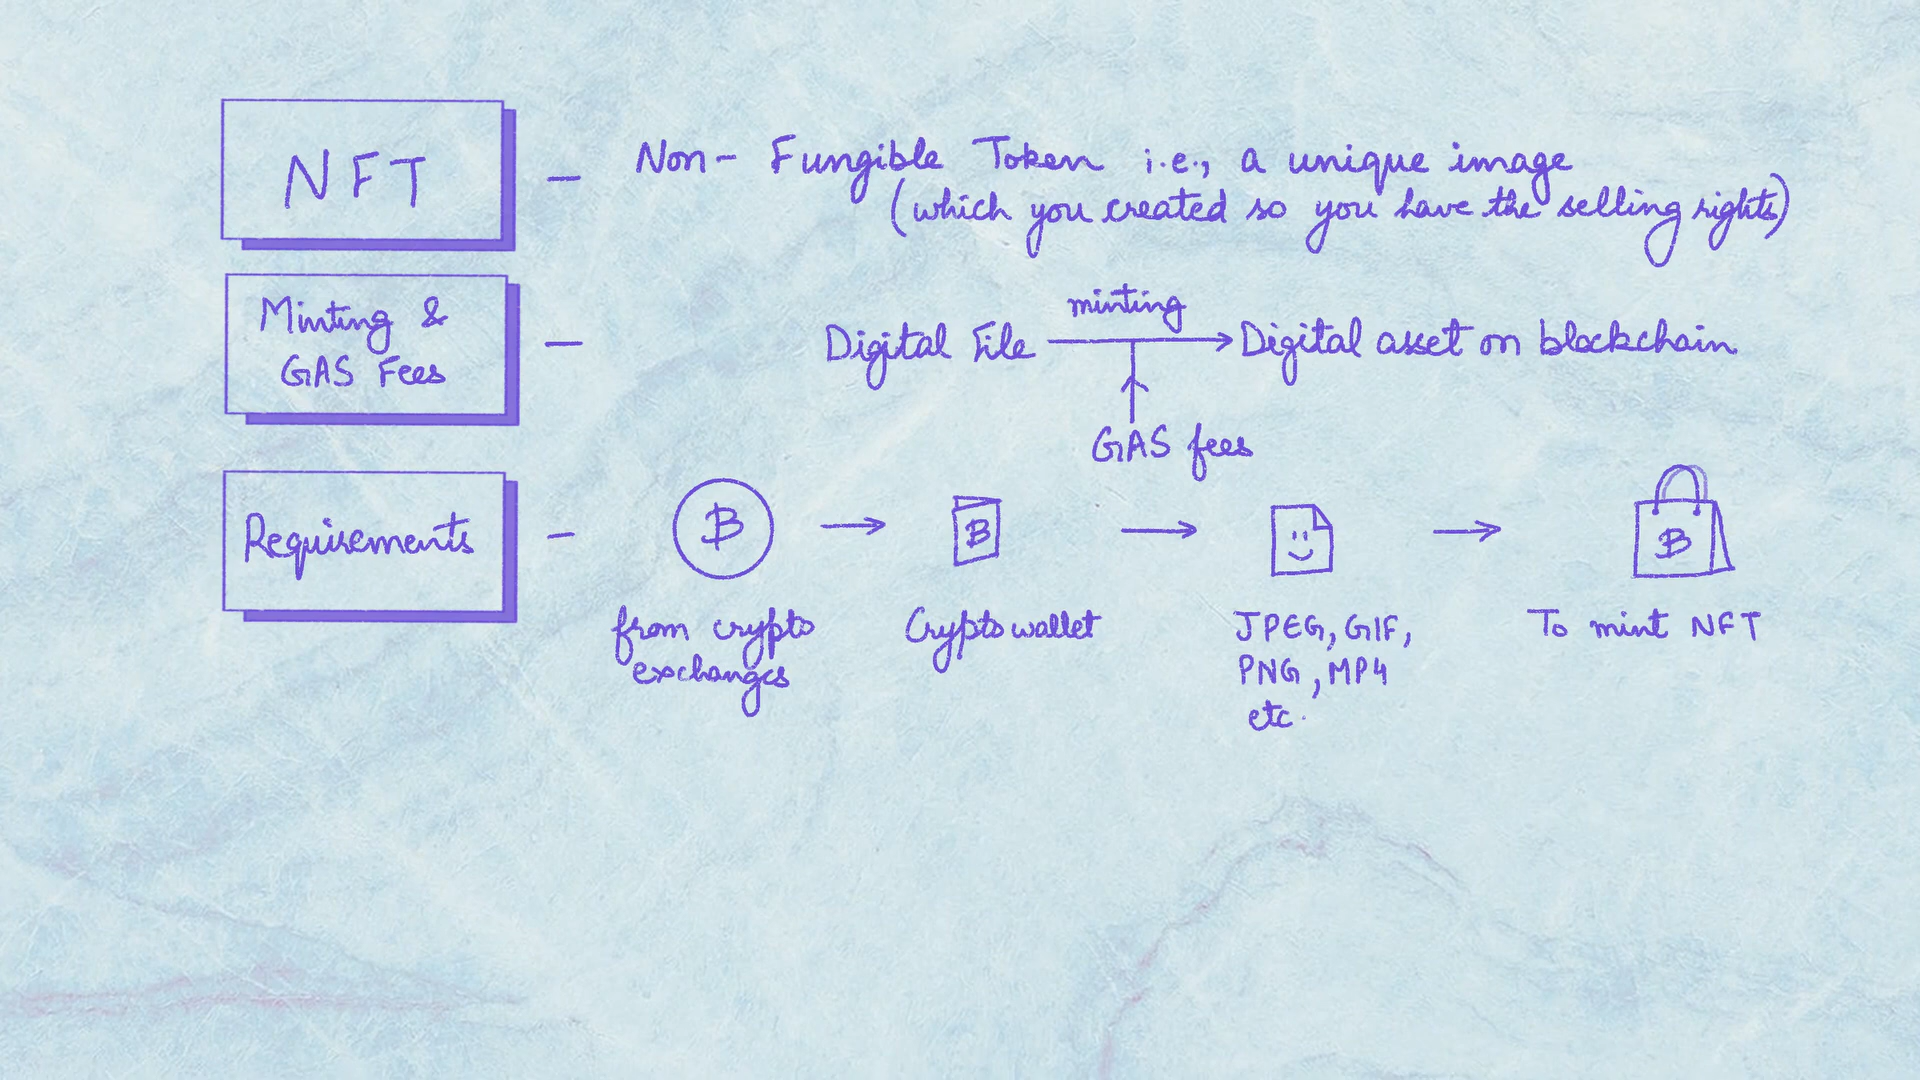 NFT - Non-Fungible Token i.e., a unique image
(which you created so you have the selling rights)
Minting &
GAS Fees
-
minting
Digital File → Digital asset on blockchain
GAS fees
Requirements -
B → B → → B
from crypto
exchanges
Crypto wallet
JPEG, GIF,
PNG, MP4
etc.
To mint NFT